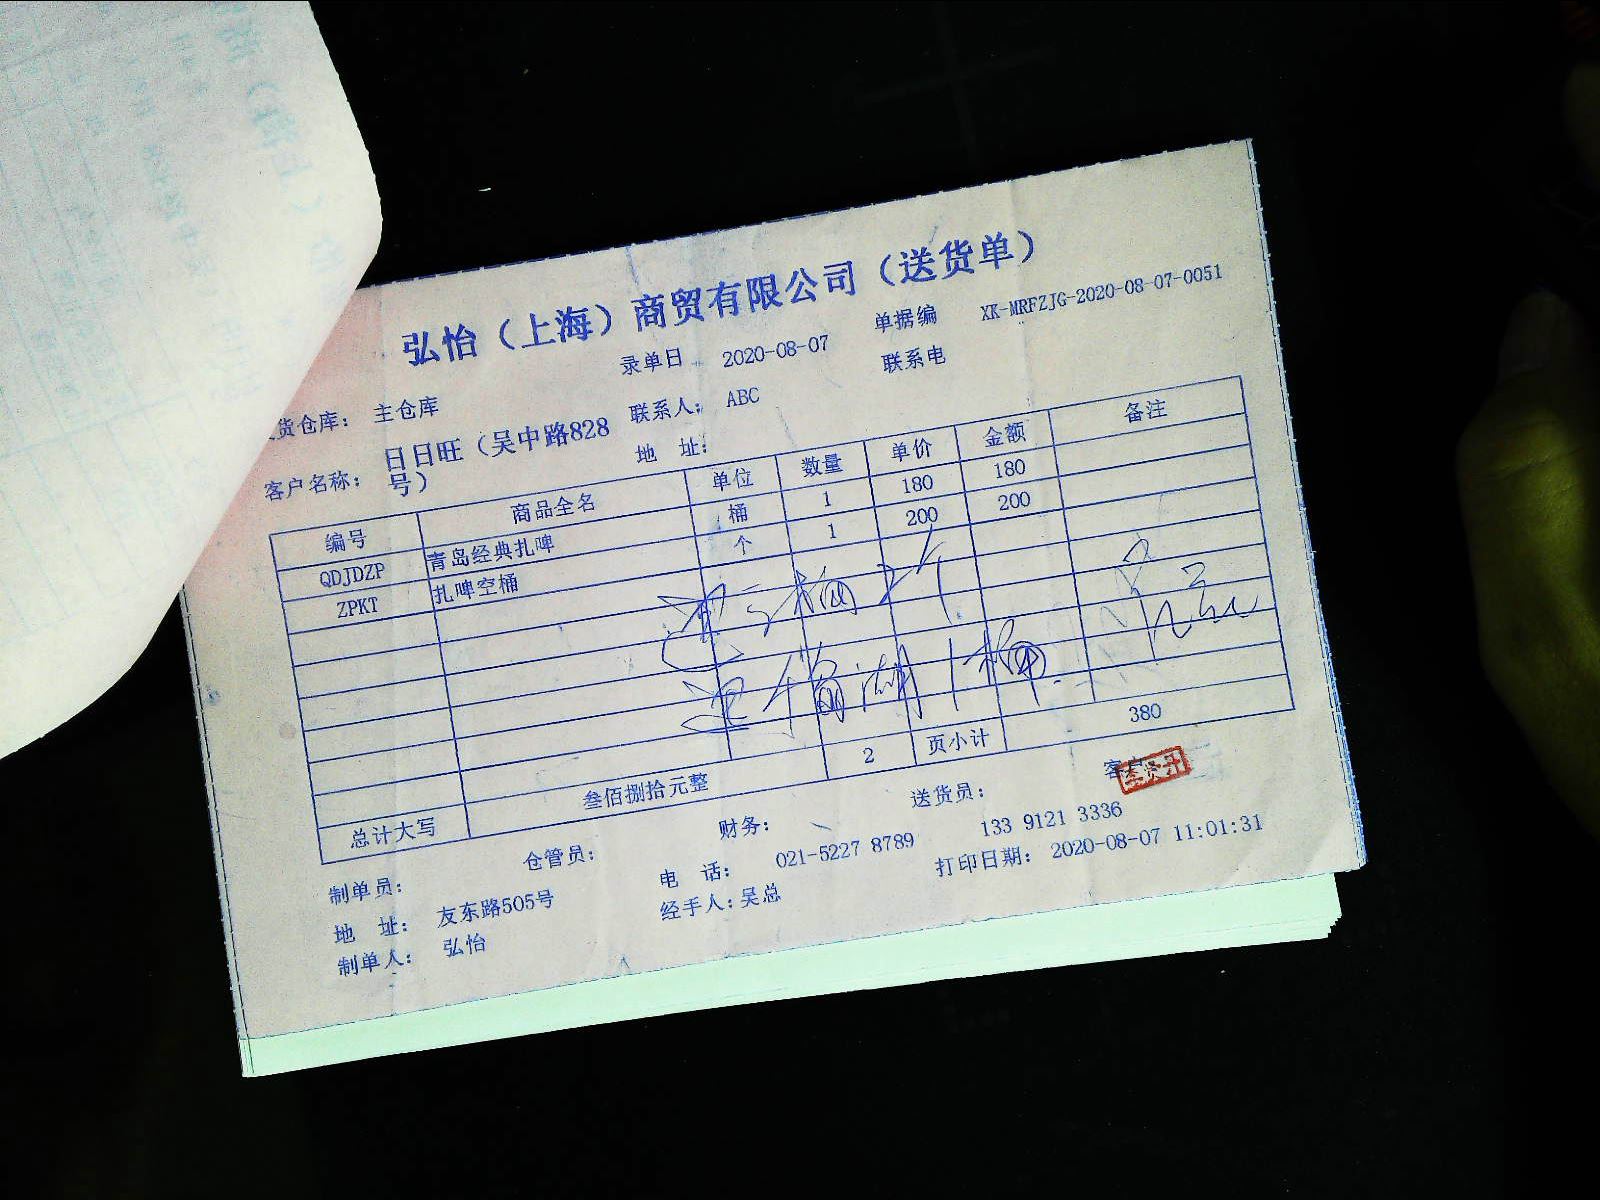 弘怡（上海）商贸有限公司（送货单）
录单日 2020-08-07 单据编 XK-MRFZJG-2020-08-07-0051
货仓库： 主仓库 联系人： ABC 联系电
客户名称： 日日旺（吴中路828号） 地 址：
编号 商品全名 单位 数量 单价 金额 备注
QDJDZP 青岛经典扎啤 桶 1 180 180
ZPKT 扎啤空桶 个 1 200 200
总计大写 叁佰捌拾元整 2 页小计 380
制单员： 仓管员： 财务： 送货员： 客户
地 址： 友东路505号 电 话： 021-5227 8789 133 9121 3336
制单人： 弘怡 经手人：吴总 打印日期： 2020-08-07 11:01:31